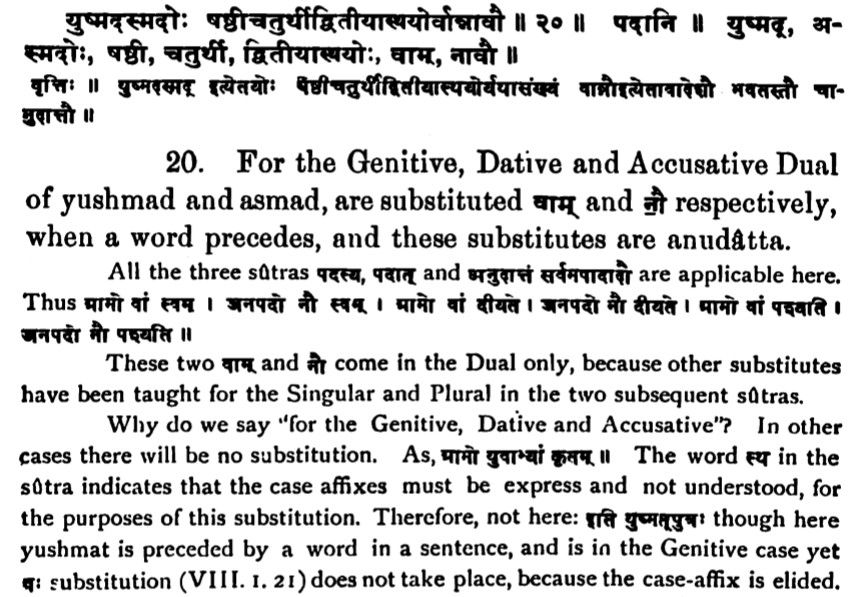 युष्मदस्मदोः षष्ठीचतुर्थीद्वितीयास्थयोर्वान्नावौ ॥ २० ॥ पदानि ॥ युष्मद्, अ-
स्मदोः, षष्ठी, चतुर्थी, द्वितीयास्थयोः, वाम्, नावौ ॥
वृत्तिः ॥ युष्मदस्मद् इत्येतयोः षष्ठीचतुर्थीद्वितीयास्थयोर्यथासंख्यं वान्नौइत्येतावादेशौ भवतस्तौ चा-
नुदात्तौ ॥
20. For the Genitive, Dative and Accusative Dual
of yushmad and asmad, are substituted वाम् and नौ respectively,
when a word precedes, and these substitutes are anudâtta.
All the three sûtras पदस्य, पदात् and अनुदात्तं सर्वमपादादौ are applicable here.
Thus ग्रामो वां स्वम् । जनपदो नौ स्वम् । ग्रामो वां दीयते । जनपदो नौ दीयते । ग्रामो वां पश्यति ।
जनपदो नौ पश्यति ॥
These two वाम् and नौ come in the Dual only, because other substitutes
have been taught for the Singular and Plural in the two subsequent sûtras.
Why do we say "for the Genitive, Dative and Accusative"? In other
cases there will be no substitution. As, ग्रामो युवाभ्यां कृतम् ॥ The word स्थ in the
sûtra indicates that the case affixes must be express and not understood, for
the purposes of this substitution. Therefore, not here: इति युष्मत्पुत्रः though here
yushmat is preceded by a word in a sentence, and is in the Genitive case yet
वः substitution (VIII. 1. 21) does not take place, because the case-affix is elided.